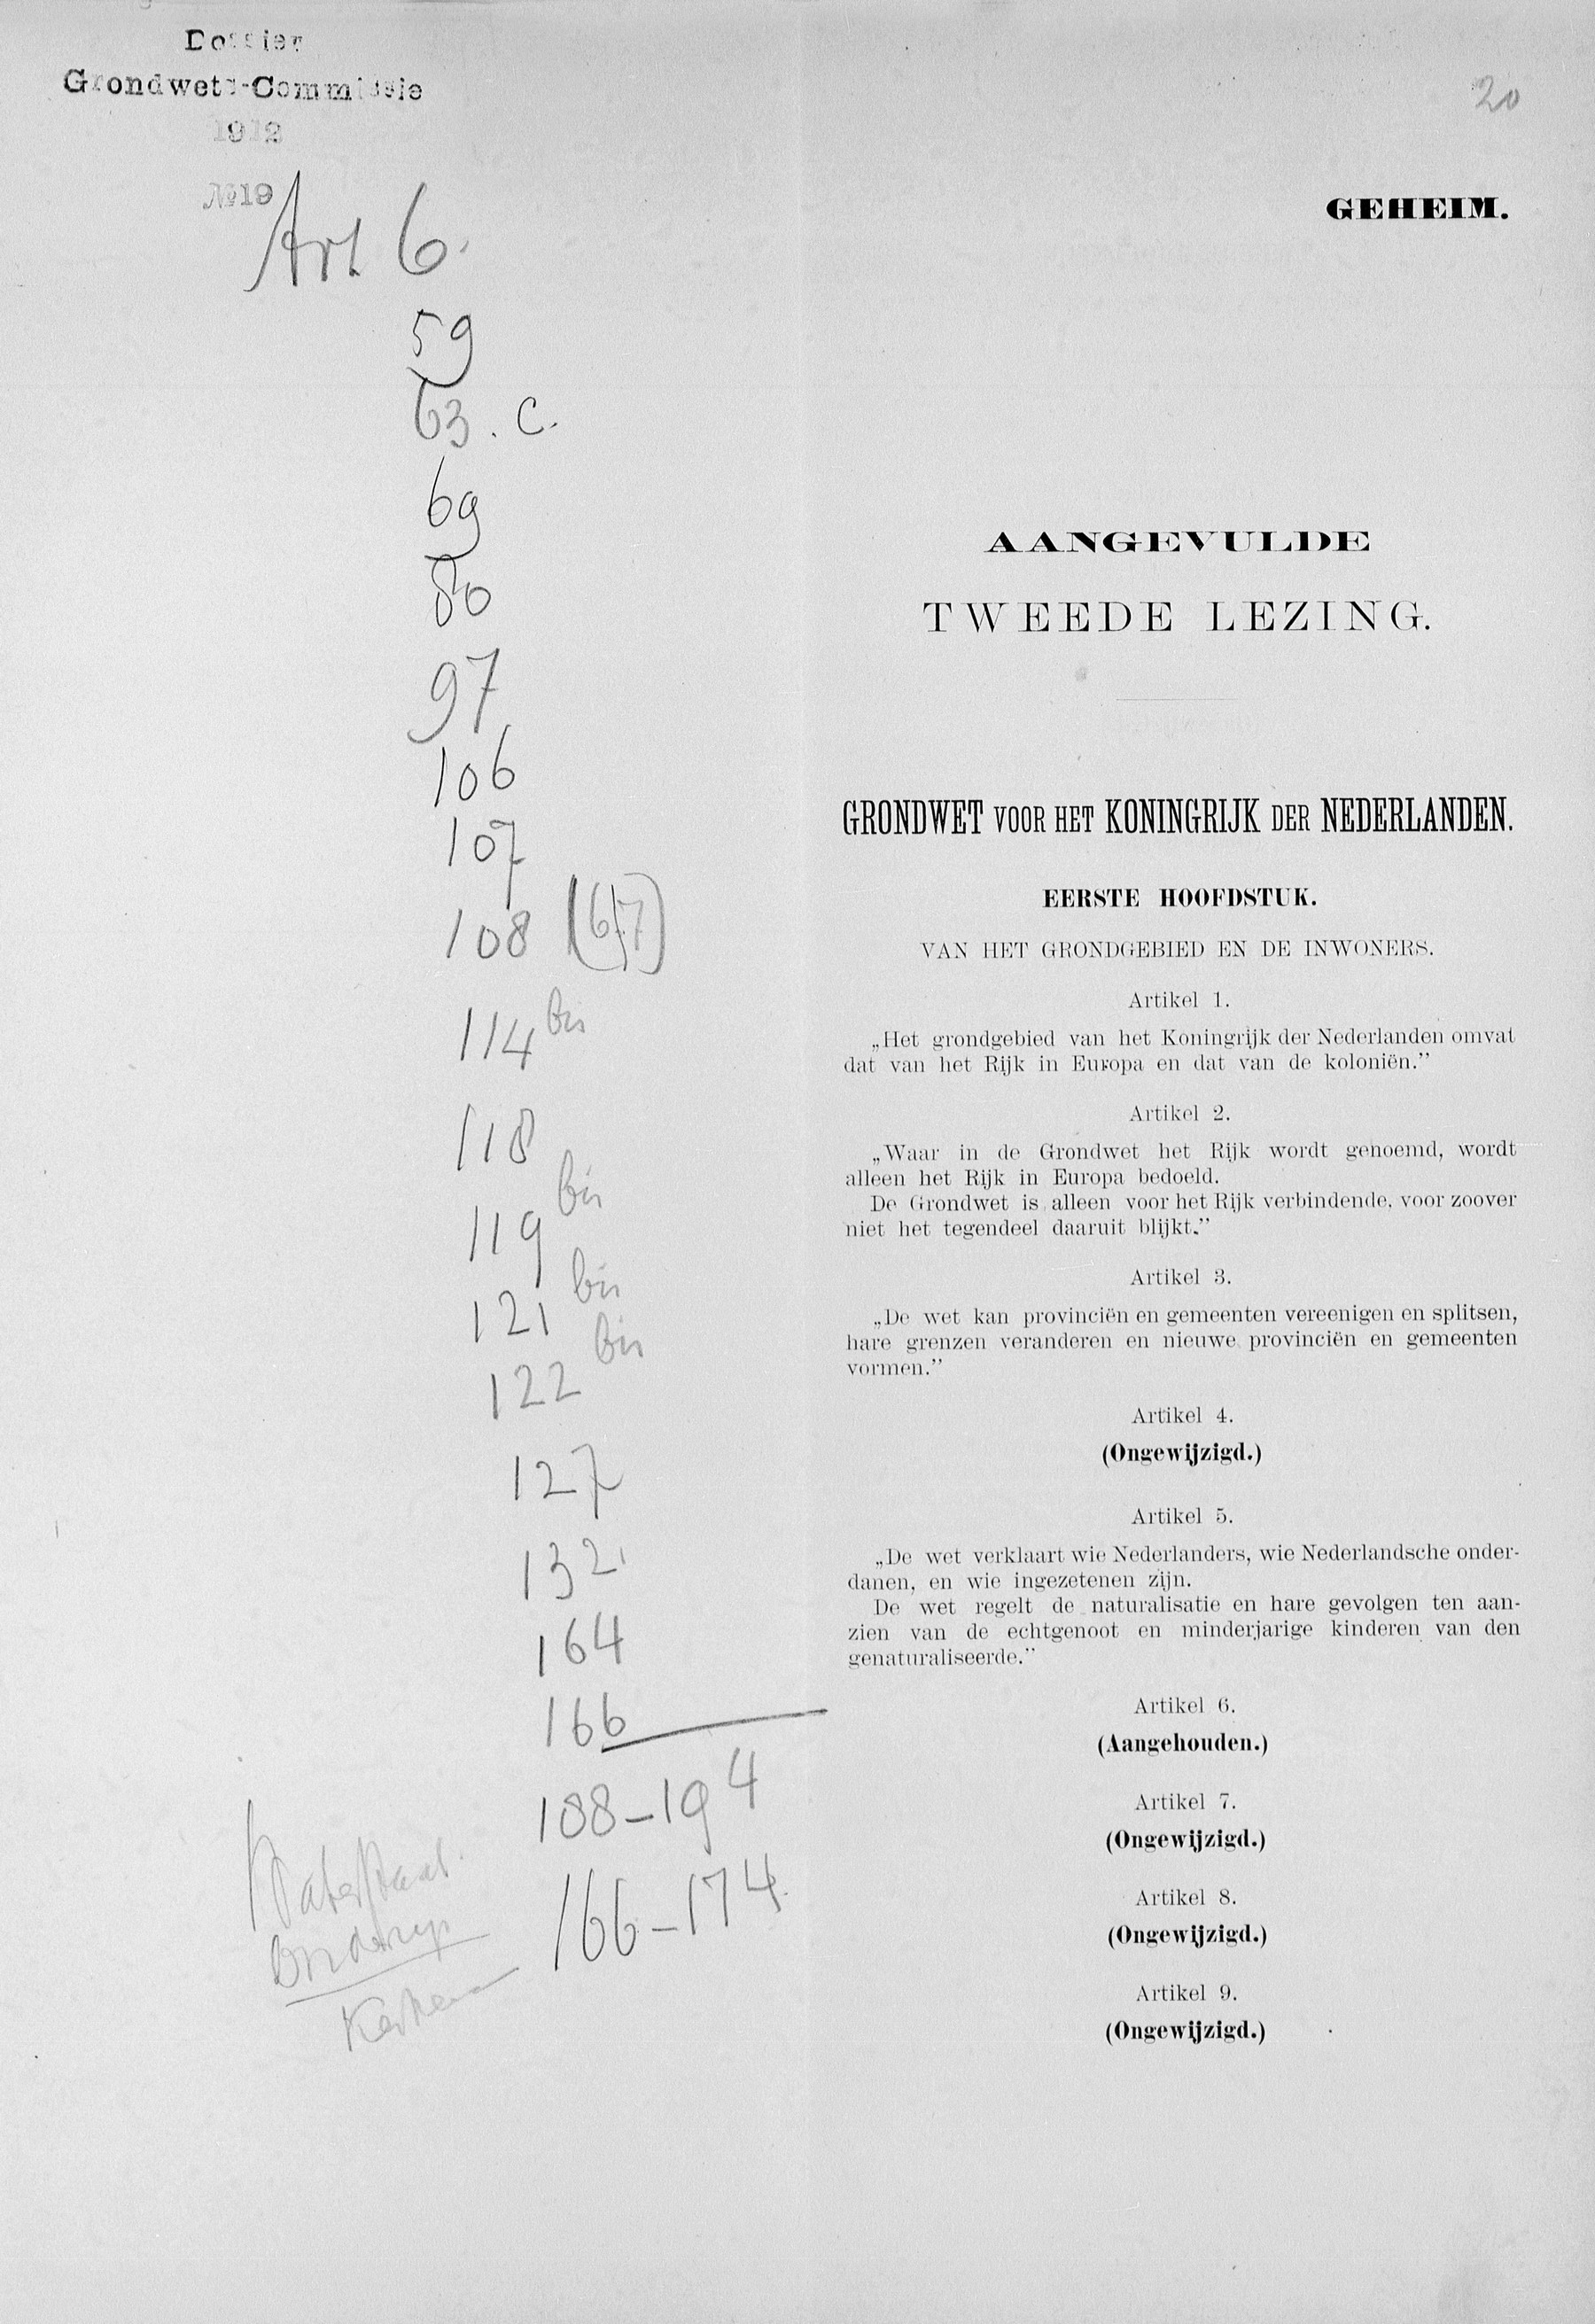 Dossier
Grondwets-Commissie
1912
№19
Art 6.
59
63. C.
69
80
97
106
107
108 (6/7)
114 bis
118
119 bis
121 bis
122 bis
127
132
164
166
188-194
166-174.
Waterstaat.
Onderwijs
20
GEHEIM.
AANGEVULDE
TWEEDE LEZING.
GRONDWET VOOR HET KONINGRIJK DER NEDERLANDEN.
EERSTE HOOFDSTUK.
VAN HET GRONDGEBIED EN DE INWONERS.
Artikel 1.
„Het grondgebied van het Koningrijk der Nederlanden omvat
dat van het Rijk in Europa en dat van de koloniën.”
Artikel 2.
„Waar in de Grondwet het Rijk wordt genoemd, wordt
alleen het Rijk in Europa bedoeld.
De Grondwet is alleen voor het Rijk verbindende, voor zoover
niet het tegendeel daaruit blijkt.”
Artikel 3.
„De wet kan provinciën en gemeenten vereenigen en splitsen,
hare grenzen veranderen en nieuwe provinciën en gemeenten
vormen.”
Artikel 4.
(Ongewijzigd.)
Artikel 5.
„De wet verklaart wie Nederlanders, wie Nederlandsche onder-
danen, en wie ingezetenen zijn.
De wet regelt de naturalisatie en hare gevolgen ten aan-
zien van de echtgenoot en minderjarige kinderen van den
genaturaliseerde.”
Artikel 6.
(Aangehouden.)
Artikel 7.
(Ongewijzigd.)
Artikel 8.
(Ongewijzigd.)
Artikel 9.
(Ongewijzigd.)